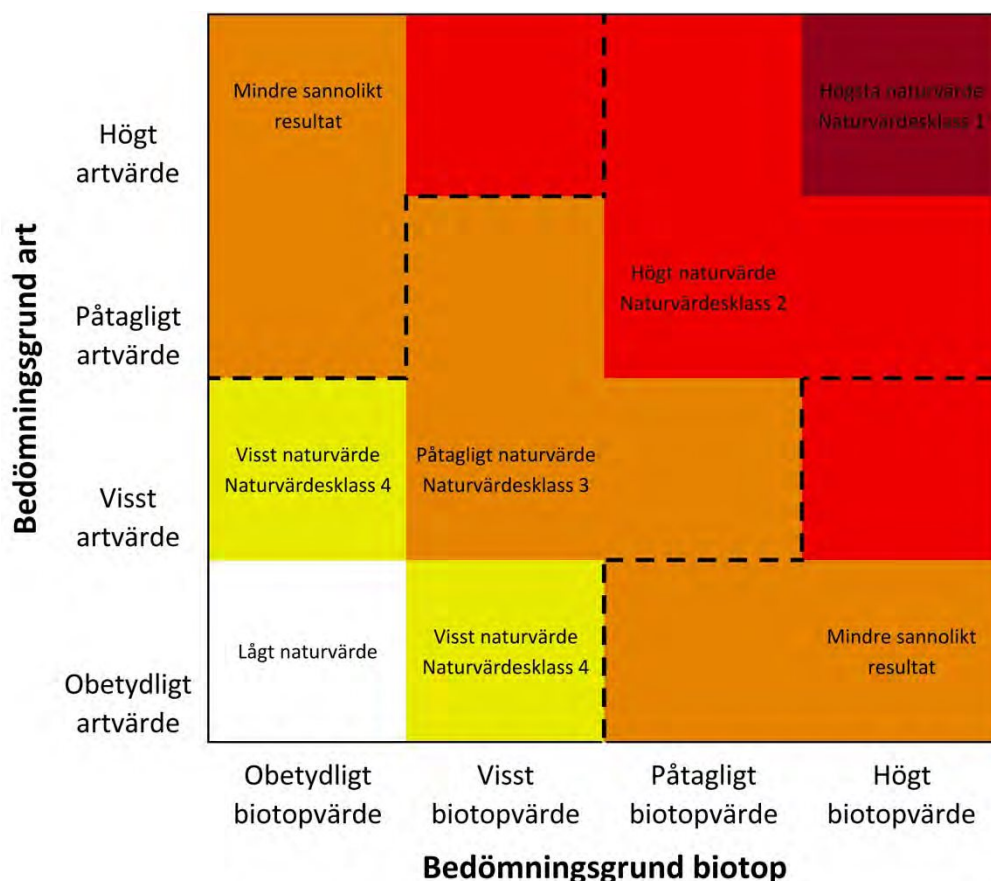 Bedömningsgrund art
Högt
artvärde
Påtagligt
artvärde
Visst
artvärde
Obetydligt
artvärde
Mindre sannolikt
resultat
Högsta naturvärde
Naturvärdesklass 1
Högt naturvärde
Naturvärdesklass 2
Visst naturvärde
Naturvärdesklass 4
Påtagligt naturvärde
Naturvärdesklass 3
Lågt naturvärde
Visst naturvärde
Naturvärdesklass 4
Mindre sannolikt
resultat
Obetydligt
biotopvärde
Visst
biotopvärde
Påtagligt
biotopvärde
Högt
biotopvärde
Bedömningsgrund biotop